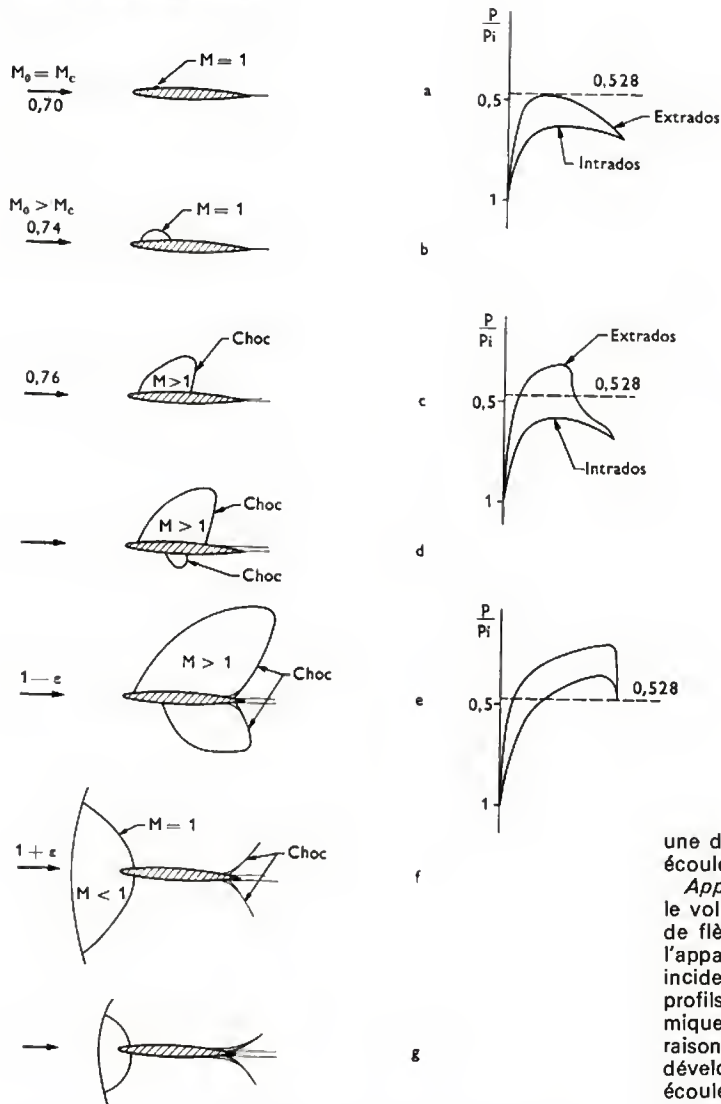 M₀ = M_c
0,70
M = 1
a
P
Pi
0,5
0,528
Extrados
Intrados
1
M₀ > M_c
0,74
M = 1
b
0,76
Choc
M > 1
c
P
Pi
0,5
Extrados
0,528
Intrados
1
Choc
M > 1
Choc
d
1 — ε
M > 1
Choc
e
P
Pi
0,5
0,528
1
1 + ε
M = 1
M < 1
Choc
f
g
une d
écoule
App
le vol
de flè
l'appa
incide
profils
mique
raison
dévelo
écoule